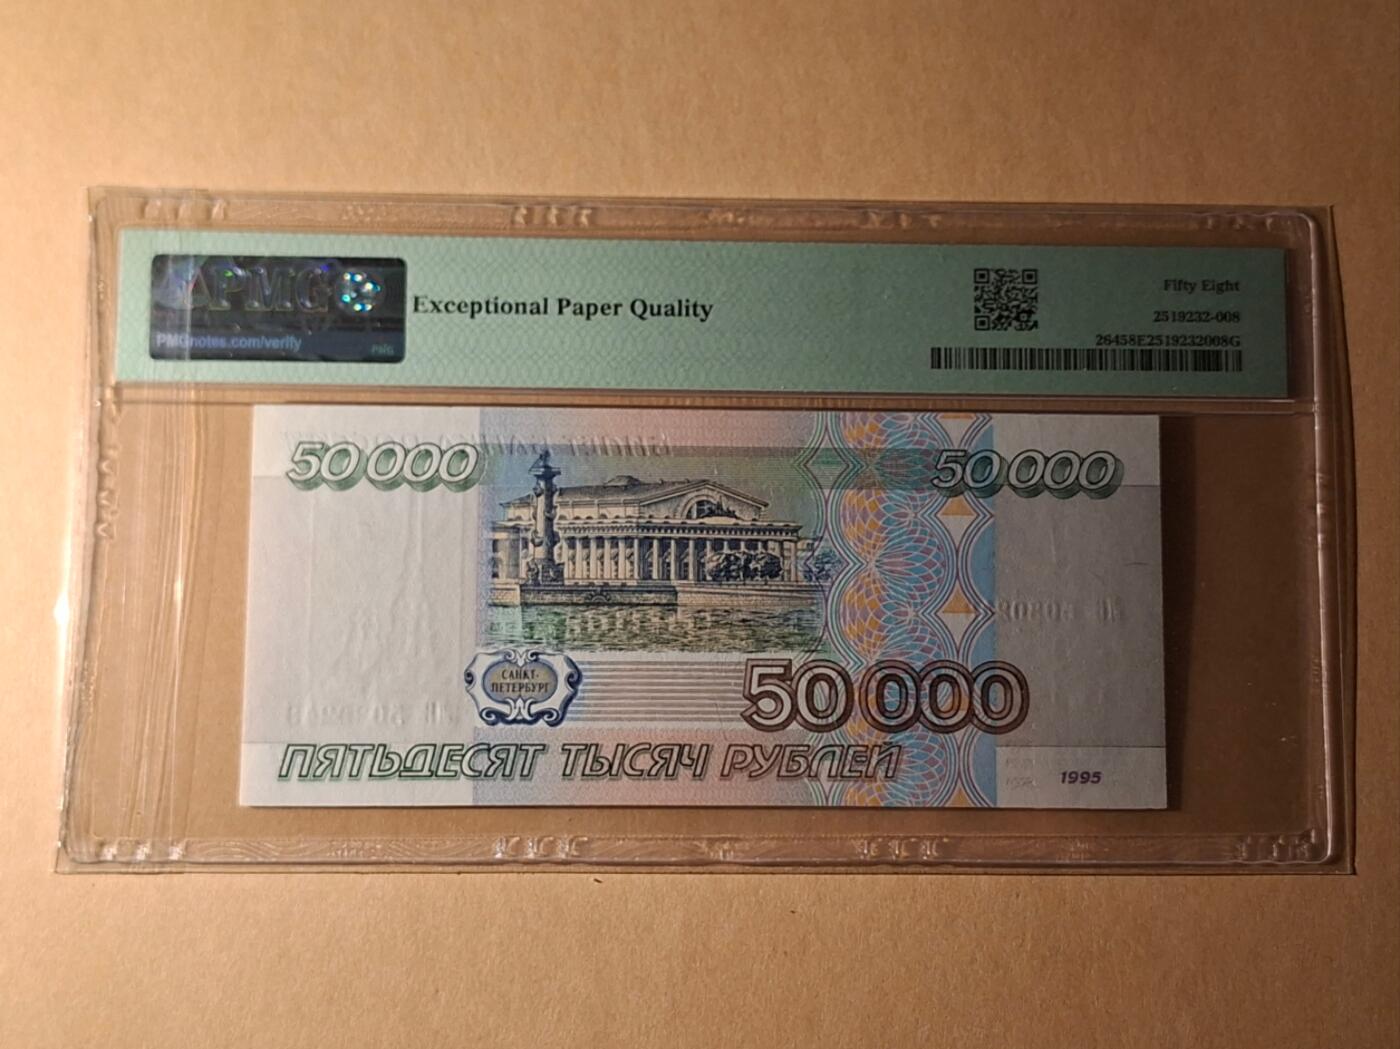 PMG
PMGnotes.com/verify
PMG
Exceptional Paper Quality
Fifty Eight
2519232-008
26458E2519232008G
50 000
50 000
САНКТ-
ПЕТЕРБУРГ
50 000
ПЯТЬДЕСЯТ ТЫСЯЧ РУБЛЕЙ
1995